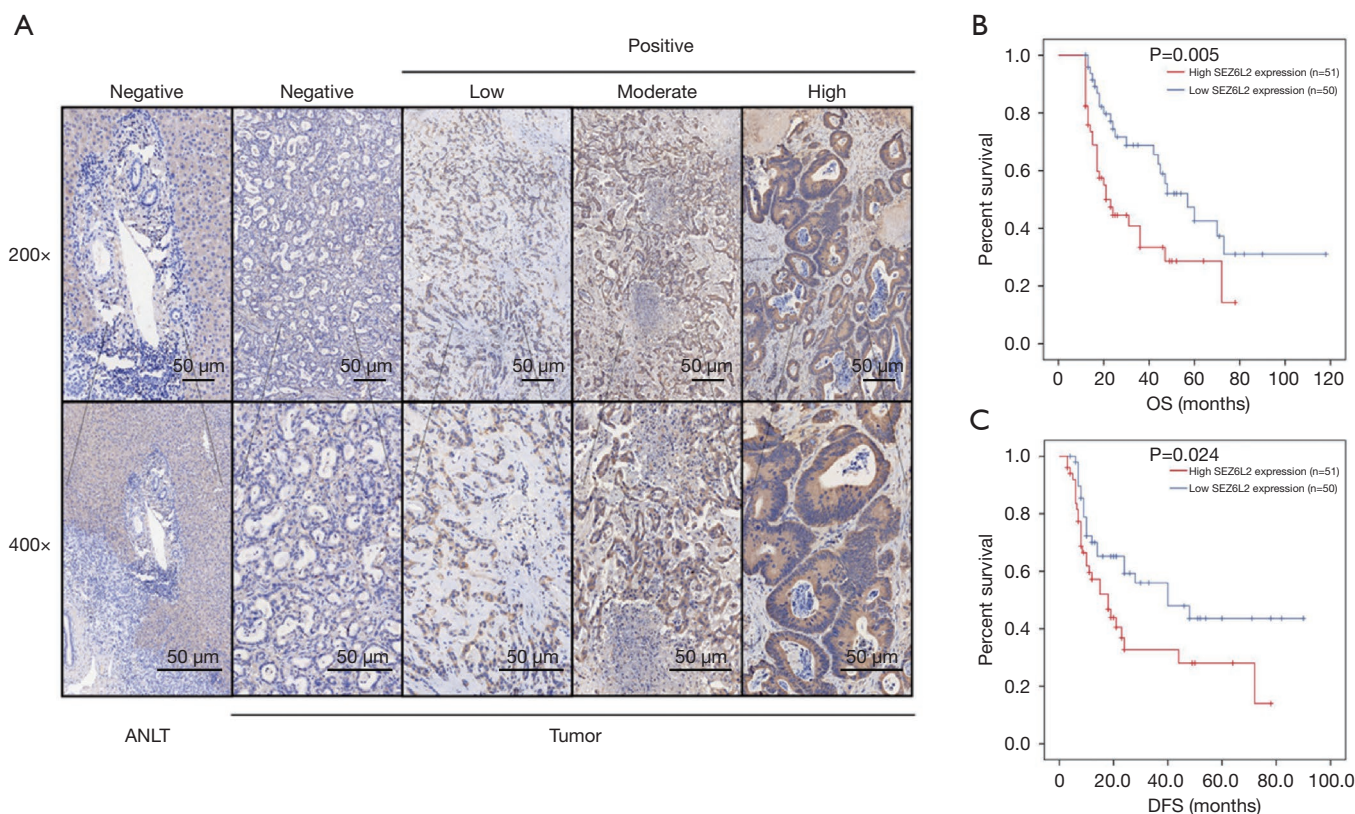 A
Positive
Negative Negative Low Moderate High
200×
50 µm 50 µm 50 µm 50 µm 50 µm
400×
50 µm 50 µm 50 µm 50 µm 50 µm
ANLT Tumor
B
P=0.005
High SEZ6L2 expression (n=51)
Low SEZ6L2 expression (n=50)
Percent survival
1.0
0.8
0.6
0.4
0.2
0.0
0 20 40 60 80 100 120
OS (months)
C
P=0.024
High SEZ6L2 expression (n=51)
Low SEZ6L2 expression (n=50)
Percent survival
1.0
0.8
0.6
0.4
0.2
0.0
0 20.0 40.0 60.0 80.0 100.0
DFS (months)